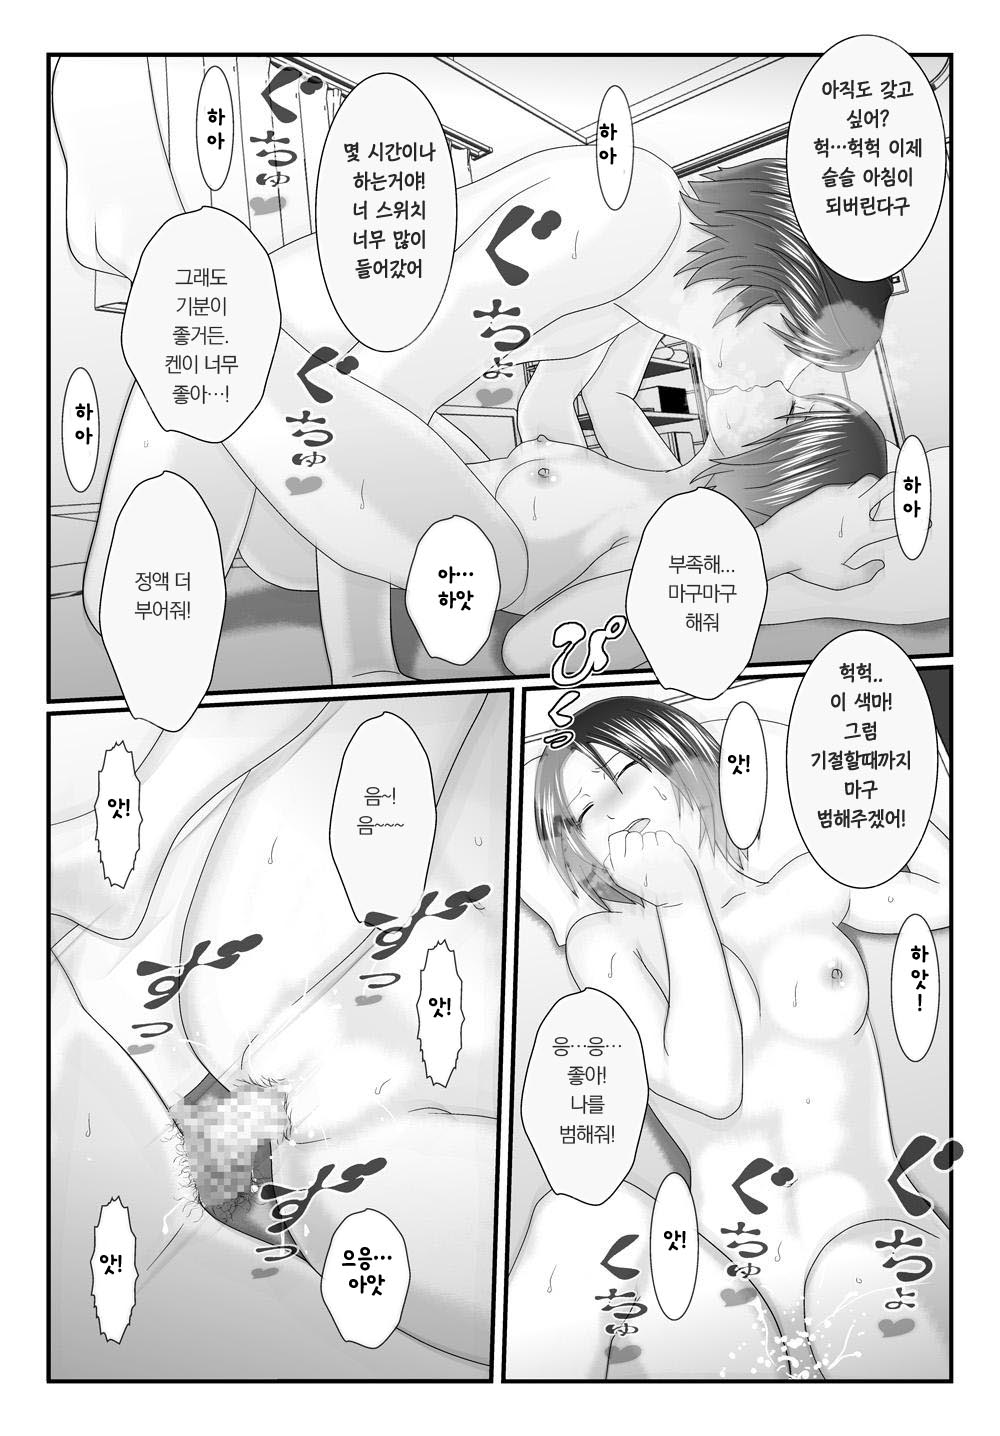 아직도 갖고
싶어?
헉…헉헉 이제
슬슬 아침이
되버린다구
하
아
몇 시간이나
하는거야!
너 스위치
너무 많이
들어갔어
하
아
ぐちゅ
그래도
기분이
좋거든.
켄이 너무
좋아…!
ぐちょ
ぐちゅ
하
아
하
아
부족해…
마구마구
해줘
아…
하앗
정액 더
부어줘!
ぴくっ
헉헉..
이 색마!
그럼
기절할때까지
마구
범해주겠어!
앗!
하
앗
!
응…응…
좋아!
나를
범해줘!
앗!
ぐちょ
ぐちゅ
くちゅ
음~!
음~~~~
앗!
ずっ
ずっ
앗!
ずっ
으응…
아앗
앗!